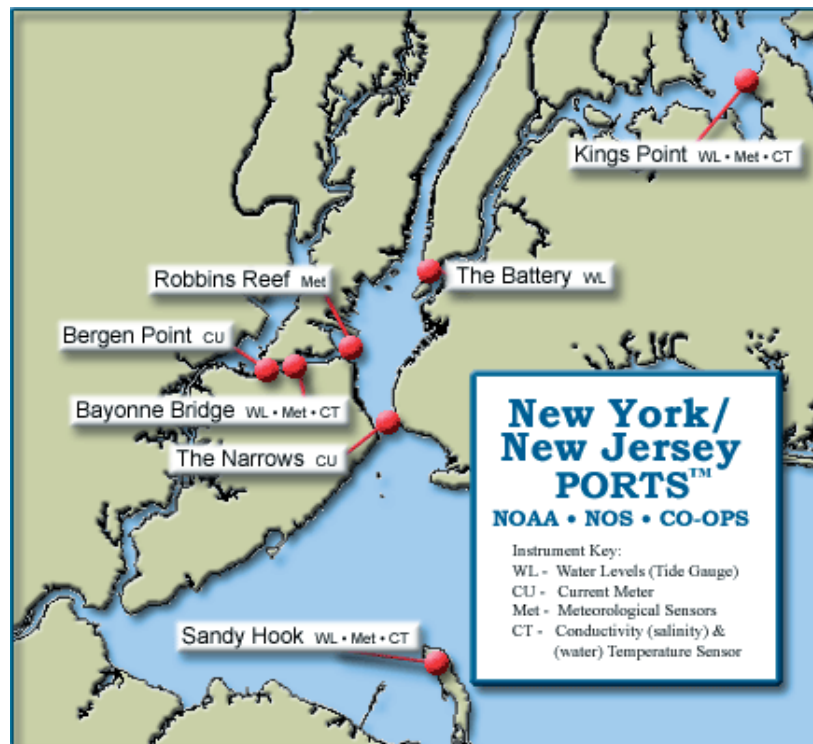 Kings Point WL • Met • CT
Robbins Reef Met
The Battery WL
Bergen Point CU
Bayonne Bridge WL • Met • CT
The Narrows CU
New York/
New Jersey
PORTS™
NOAA • NOS • CO-OPS
Instrument Key:
WL - Water Levels (Tide Gauge)
CU - Current Meter
Met - Meteorological Sensors
CT - Conductivity (salinity) &
(water) Temperature Sensor
Sandy Hook WL • Met • CT